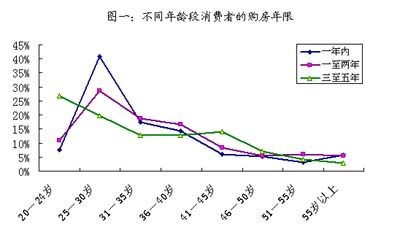 图一：不同年龄段消费者的购房年限
一年内
一至两年
三至五年
45%
40%
35%
30%
25%
20%
15%
10%
5%
0%
20－24岁
25－30岁
31－35岁
36－40岁
41－45岁
46－50岁
51－55岁
55岁以上